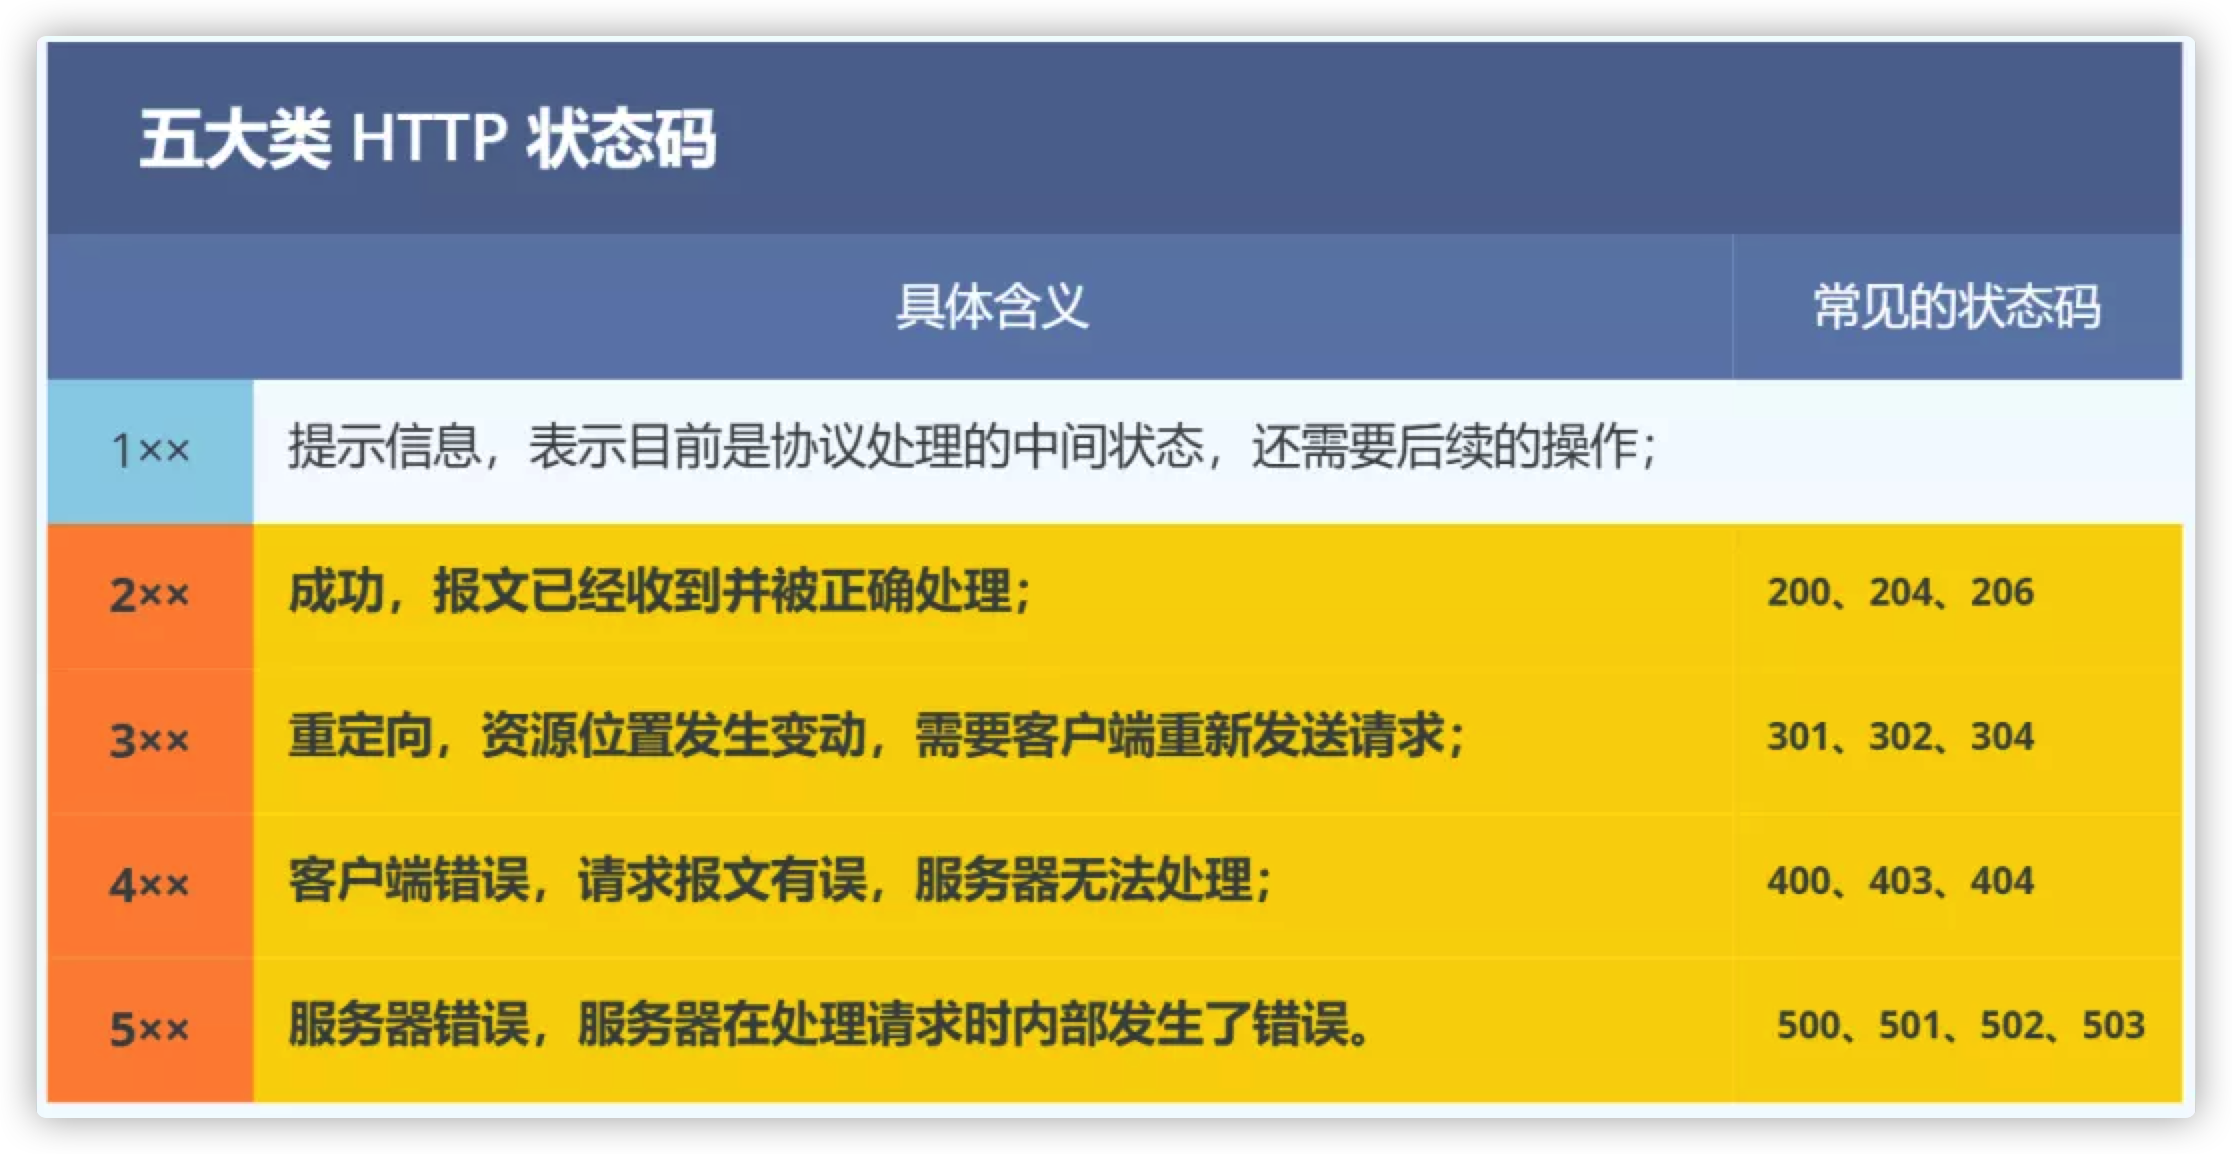 五大类 HTTP 状态码
具体含义 常见的状态码
1×× 提示信息，表示目前是协议处理的中间状态，还需要后续的操作；
2×× 成功，报文已经收到并被正确处理； 200、204、206
3×× 重定向，资源位置发生变动，需要客户端重新发送请求； 301、302、304
4×× 客户端错误，请求报文有误，服务器无法处理； 400、403、404
5×× 服务器错误，服务器在处理请求时内部发生了错误。 500、501、502、503